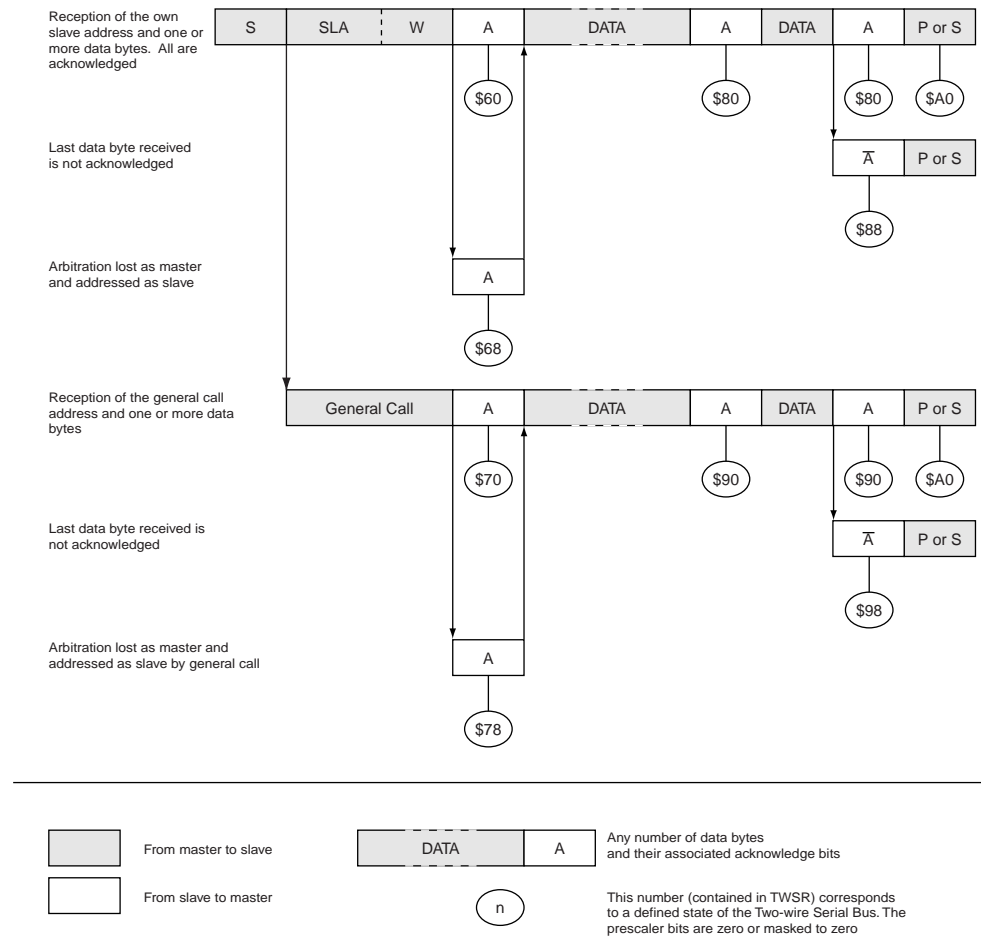 Reception of the own
slave address and one or
more data bytes. All are
acknowledged
S SLA W A DATA A DATA A P or S
$60 $80 $80 $A0
Last data byte received
is not acknowledged
A̅ P or S
$88
Arbitration lost as master
and addressed as slave
A
$68
Reception of the general call
address and one or more data
bytes
General Call A DATA A DATA A P or S
$70 $90 $90 $A0
Last data byte received is
not acknowledged
A̅ P or S
$98
Arbitration lost as master and
addressed as slave by general call
A
$78
From master to slave
DATA A
Any number of data bytes
and their associated acknowledge bits
From slave to master
n
This number (contained in TWSR) corresponds
to a defined state of the Two-wire Serial Bus. The
prescaler bits are zero or masked to zero